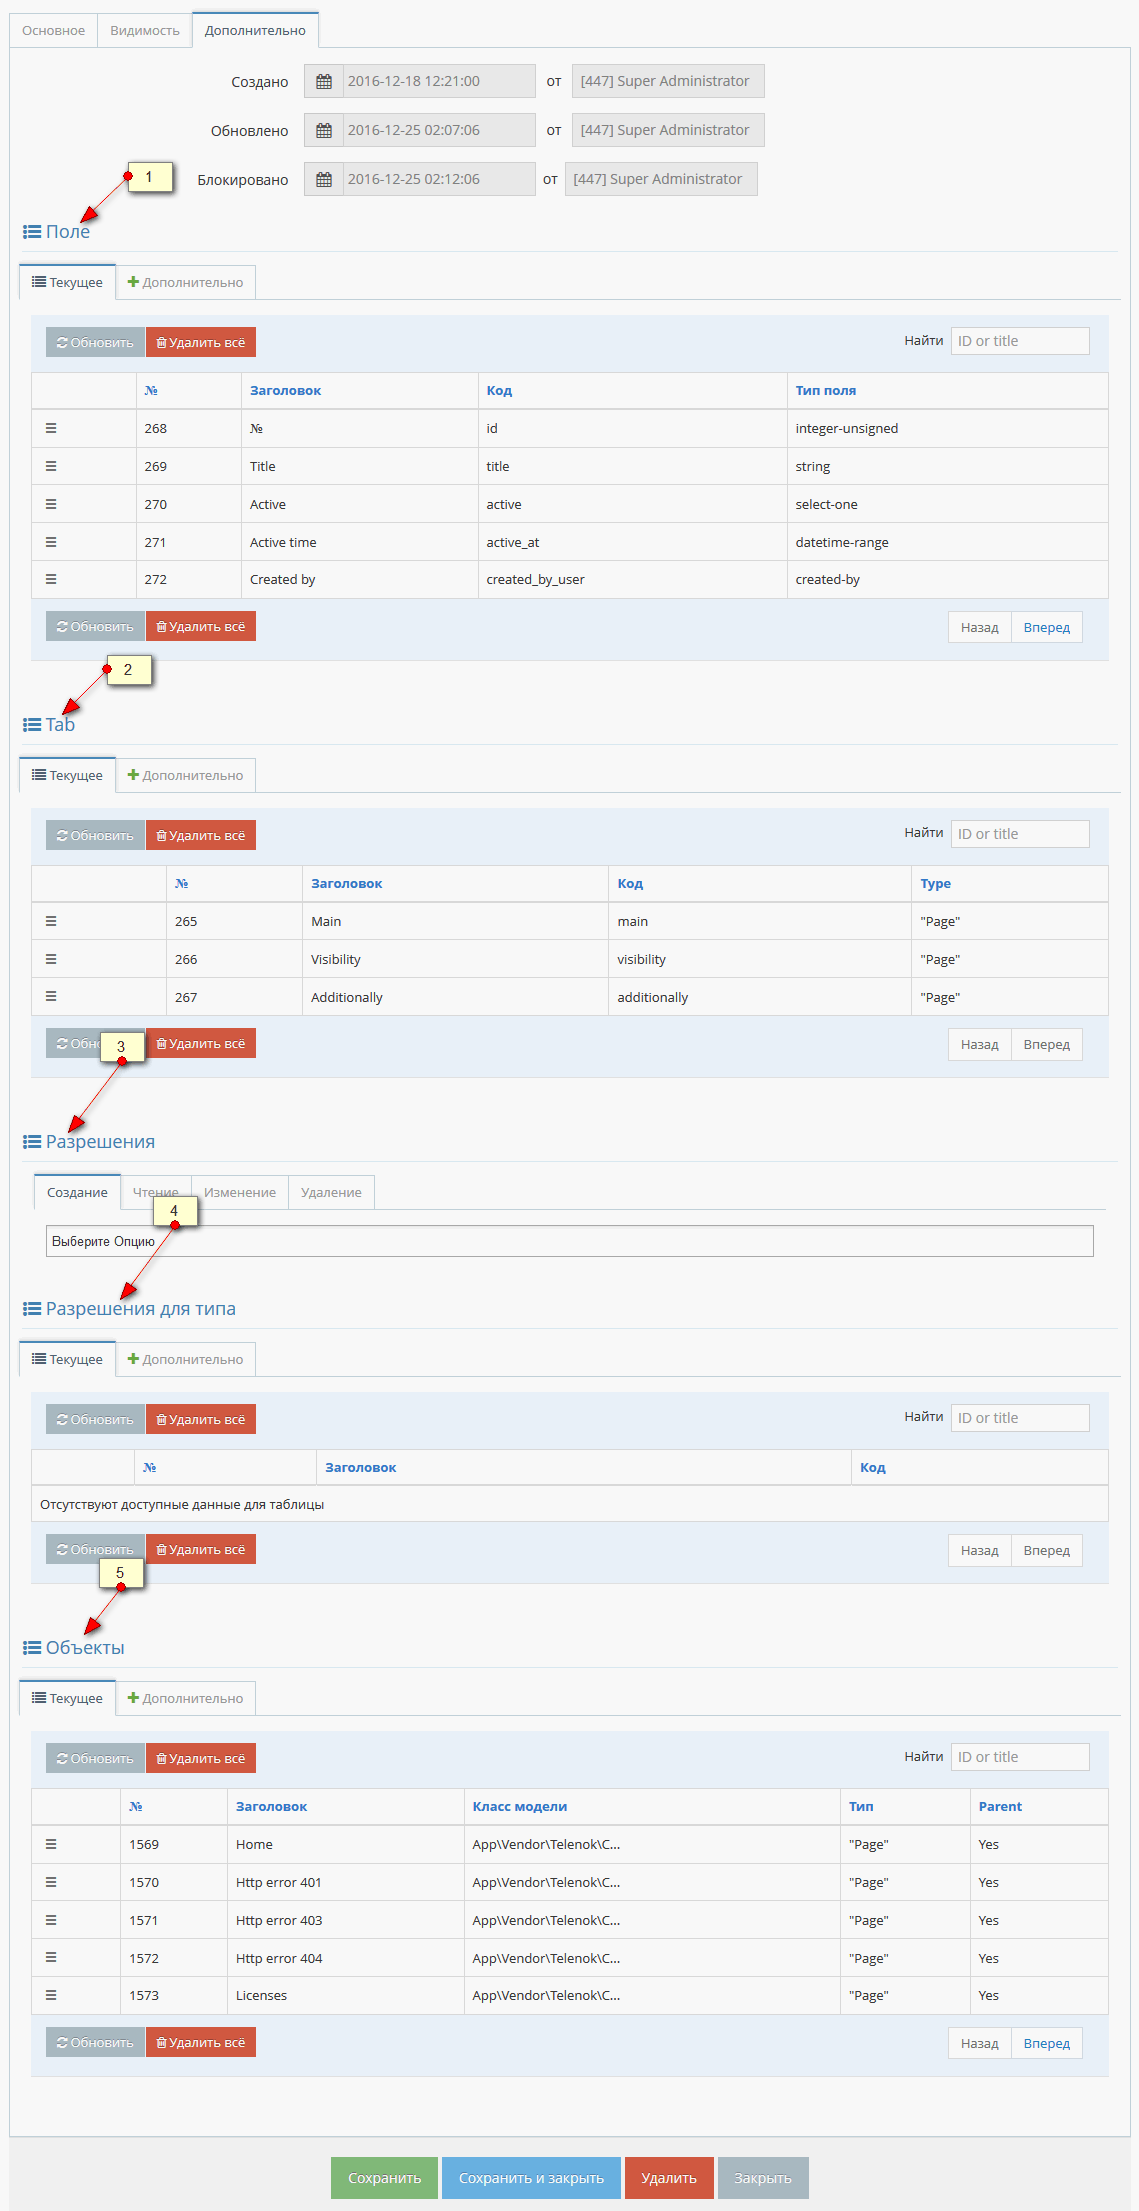 Основное Видимость Дополнительно
Создано 2016-12-18 12:21:00 от [447] Super Administrator
Обновлено 2016-12-25 02:07:06 от [447] Super Administrator
Блокировано 2016-12-25 02:12:06 от [447] Super Administrator
1
Поле
Текущее Дополнительно
Обновить Удалить всё Найти ID or title
№ Заголовок Код Тип поля
268 № id integer-unsigned
269 Title title string
270 Active active select-one
271 Active time active_at datetime-range
272 Created by created_by_user created-by
Обновить Удалить всё Назад Вперед
2
Tab
Текущее Дополнительно
Обновить Удалить всё Найти ID or title
№ Заголовок Код Type
265 Main main "Page"
266 Visibility visibility "Page"
267 Additionally additionally "Page"
Удалить всё Назад Вперед
3
Разрешения
Создание Чтение Изменение Удаление
4
Выберите Опцию
Разрешения для типа
Текущее Дополнительно
Обновить Удалить всё Найти ID or title
№ Заголовок Код
Отсутствуют доступные данные для таблицы
Обновить Удалить всё Назад Вперед
5
Объекты
Текущее Дополнительно
Обновить Удалить всё Найти ID or title
№ Заголовок Класс модели Тип Parent
1569 Home App\Vendor\Telenok\C... "Page" Yes
1570 Http error 401 App\Vendor\Telenok\C... "Page" Yes
1571 Http error 403 App\Vendor\Telenok\C... "Page" Yes
1572 Http error 404 App\Vendor\Telenok\C... "Page" Yes
1573 Licenses App\Vendor\Telenok\C... "Page" Yes
Обновить Удалить всё Назад Вперед
Сохранить Сохранить и закрыть Удалить Закрыть